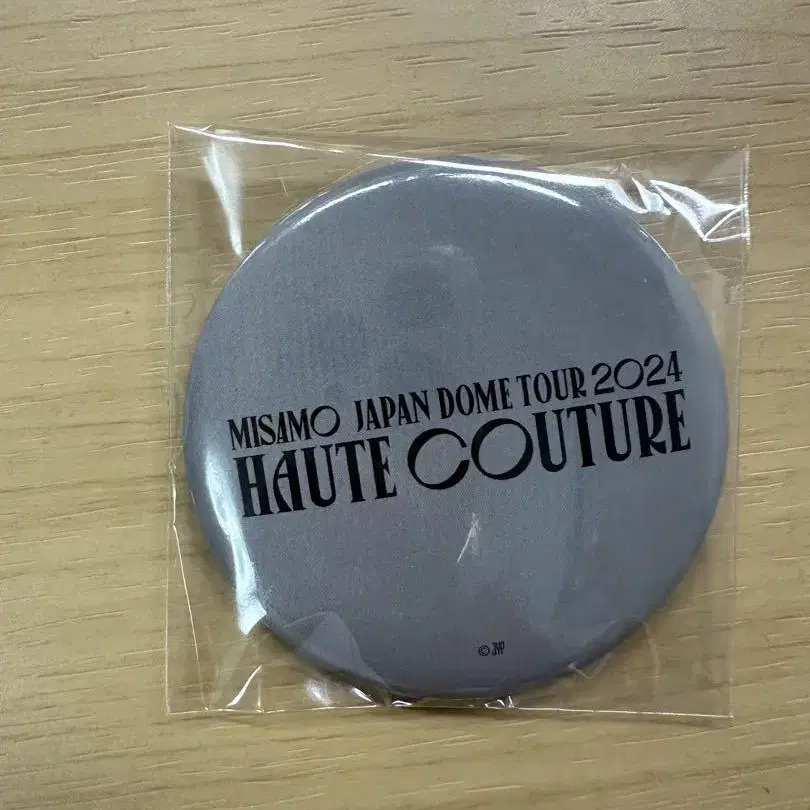 MISAMO JAPAN DOME TOUR 2024
HAUTE COUTURE
© JYP